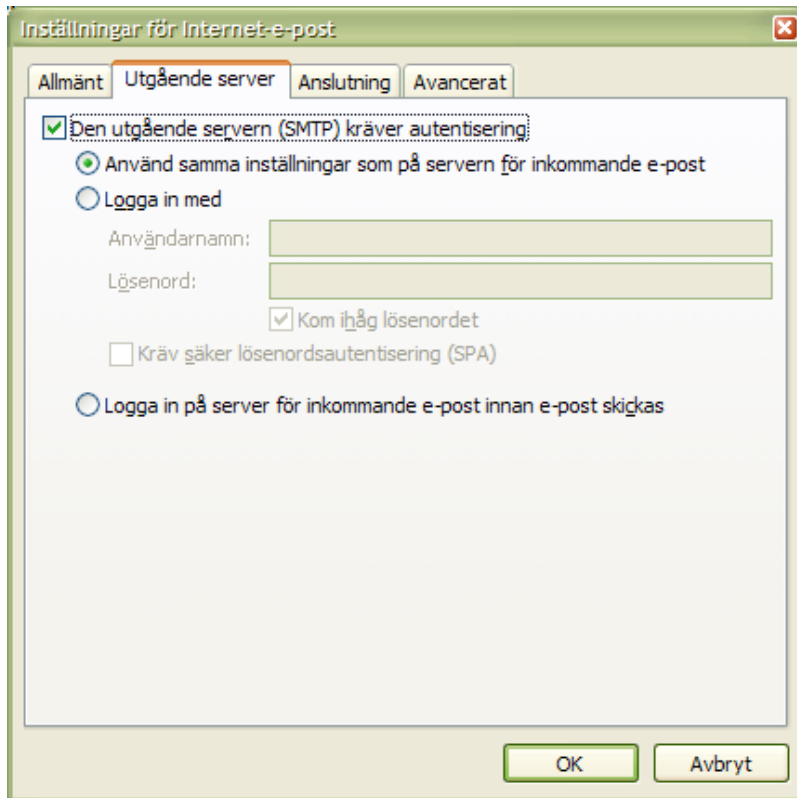 Inställningar för Internet-e-post
Allmänt Utgående server Anslutning Avancerat
Den utgående servern (SMTP) kräver autentisering
Använd samma inställningar som på servern för inkommande e-post
Logga in med
Användarnamn:
Lösenord:
Kom ihåg lösenordet
Kräv säker lösenordsautentisering (SPA)
Logga in på server för inkommande e-post innan e-post skickas
OK Avbryt